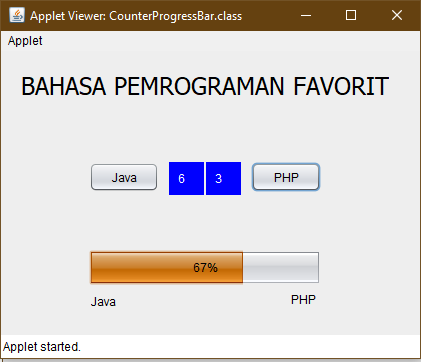 Applet Viewer: CounterProgressBar.class
Applet
BAHASA PEMROGRAMAN FAVORIT
Java 6 3 PHP
67%
Java PHP
Applet started.